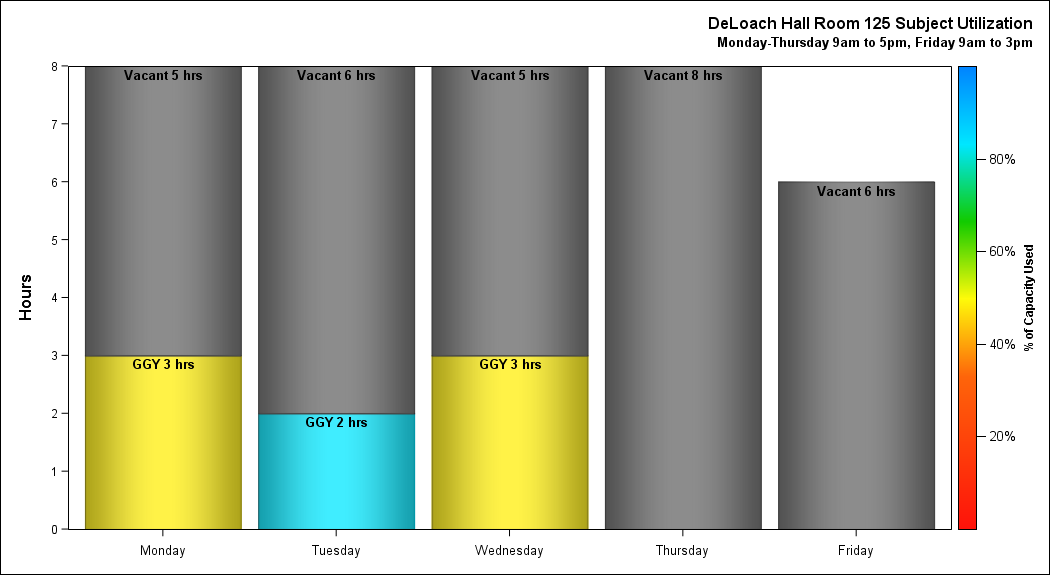 DeLoach Hall Room 125 Subject Utilization
Monday-Thursday 9am to 5pm, Friday 9am to 3pm
Hours
8
7
6
5
4
3
2
1
0
Vacant 5 hrs
GGY 3 hrs
Vacant 6 hrs
GGY 2 hrs
Vacant 5 hrs
GGY 3 hrs
Vacant 8 hrs
Vacant 6 hrs
Monday
Tuesday
Wednesday
Thursday
Friday
80%
60%
40%
20%
% of Capacity Used